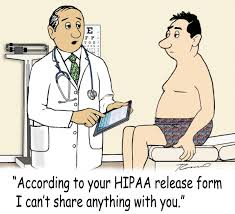 "According to your HIPAA release form
I can't share anything with you."